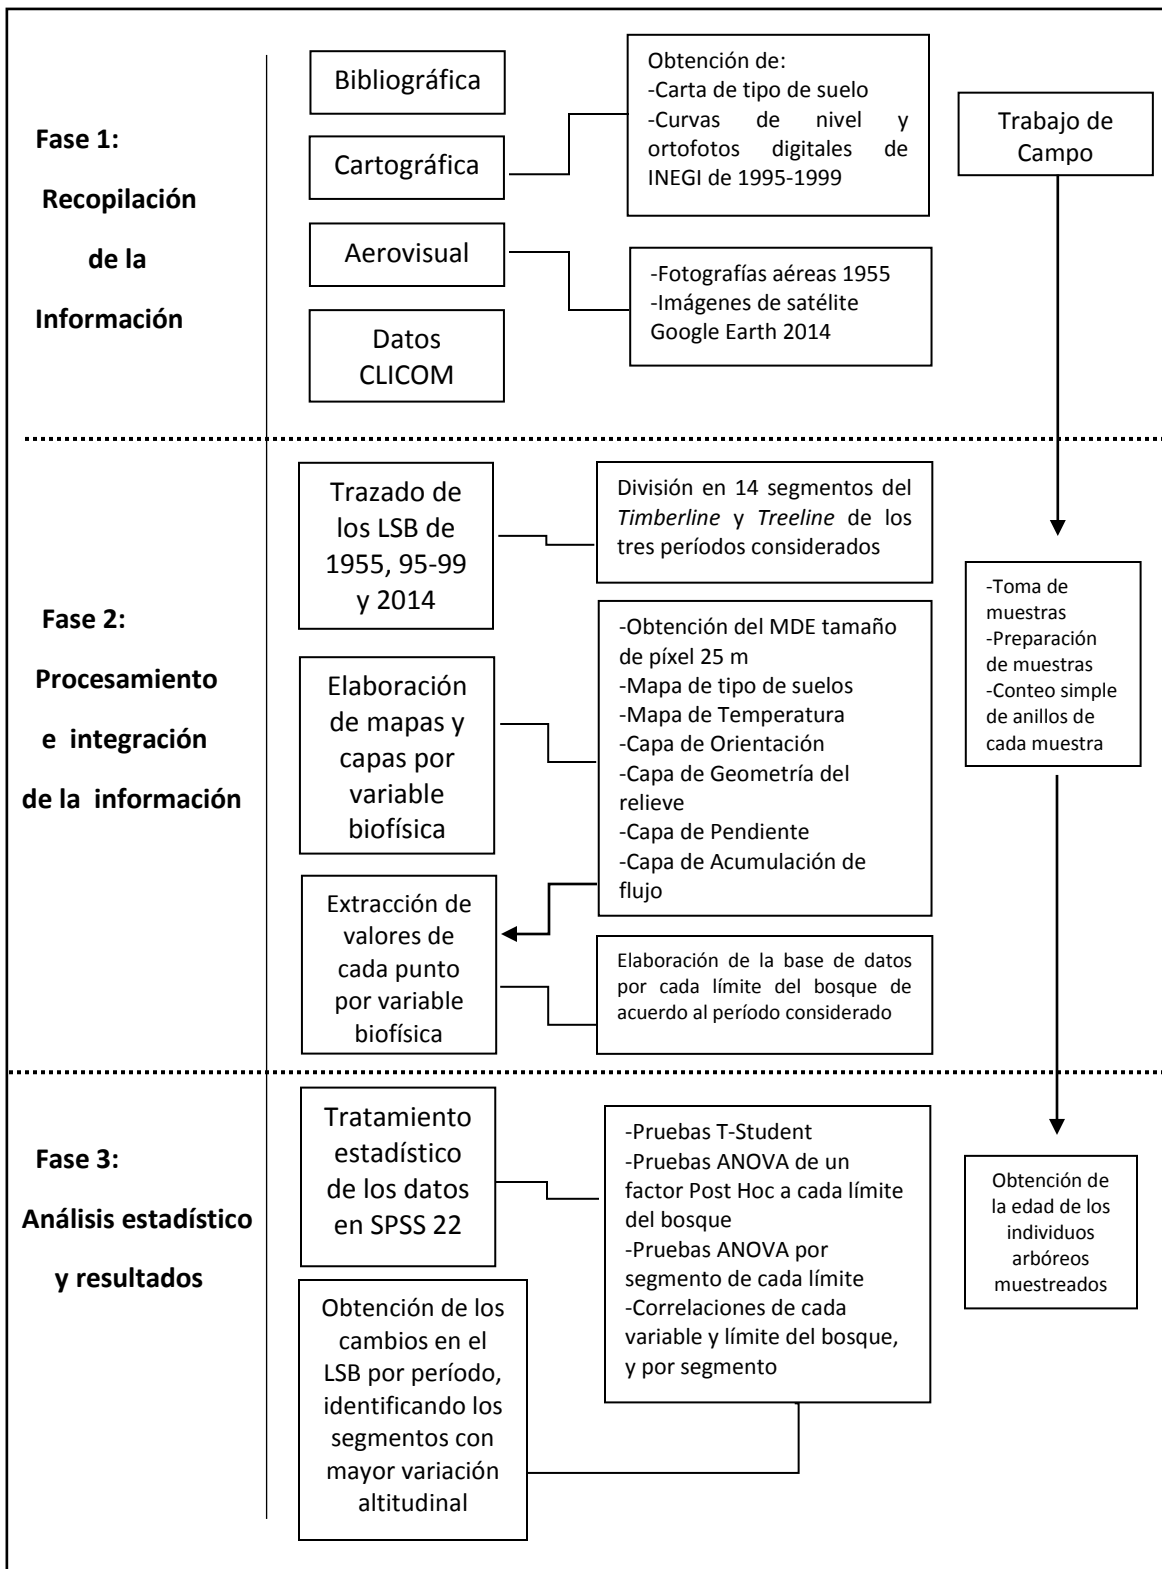 Fase 1:
Recopilación
de la
Información
Bibliográfica
Cartográfica
Aerovisual
Datos
CLICOM
Obtención de:
-Carta de tipo de suelo
-Curvas de nivel y
ortofotos digitales de
INEGI de 1995-1999
-Fotografías aéreas 1955
-Imágenes de satélite
Google Earth 2014
Trabajo de
Campo
Fase 2:
Procesamiento
e integración
de la información
Trazado de
los LSB de
1955, 95-99
y 2014
División en 14 segmentos del
Timberline y Treeline de los
tres períodos considerados
Elaboración
de mapas y
capas por
variable
biofísica
-Obtención del MDE tamaño
de píxel 25 m
-Mapa de tipo de suelos
-Mapa de Temperatura
-Capa de Orientación
-Capa de Geometría del
relieve
-Capa de Pendiente
-Capa de Acumulación de
flujo
Extracción de
valores de
cada punto
por variable
biofísica
Elaboración de la base de datos
por cada límite del bosque de
acuerdo al período considerado
-Toma de
muestras
-Preparación
de muestras
-Conteo simple
de anillos de
cada muestra
Fase 3:
Análisis estadístico
y resultados
Tratamiento
estadístico
de los datos
en SPSS 22
-Pruebas T-Student
-Pruebas ANOVA de un
factor Post Hoc a cada límite
del bosque
-Pruebas ANOVA por
segmento de cada límite
-Correlaciones de cada
variable y límite del bosque,
y por segmento
Obtención de los
cambios en el
LSB por período,
identificando los
segmentos con
mayor variación
altitudinal
Obtención de
la edad de los
individuos
arbóreos
muestreados